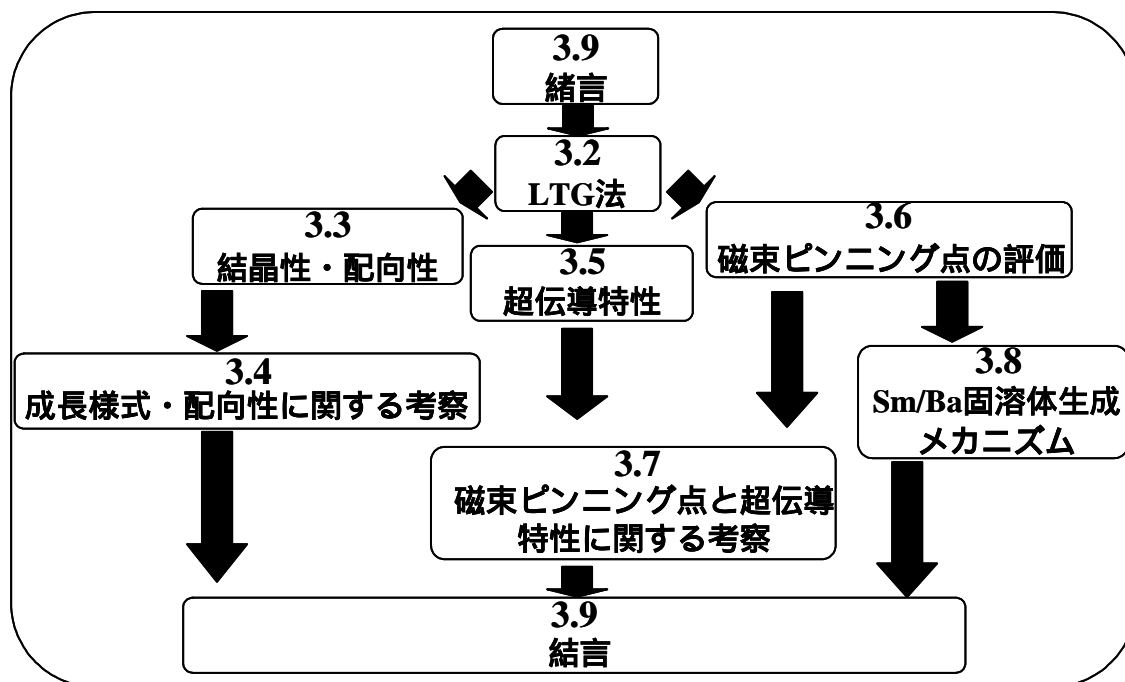 3.9
緒言
3.2
LTG法
3.3
結晶性・配向性
3.5
超伝導特性
3.6
磁束ピンニング点の評価
3.4
成長様式・配向性に関する考察
3.8
Sm/Ba固溶体生成
メカニズム
3.7
磁束ピンニング点と超伝導
特性に関する考察
3.9
結言